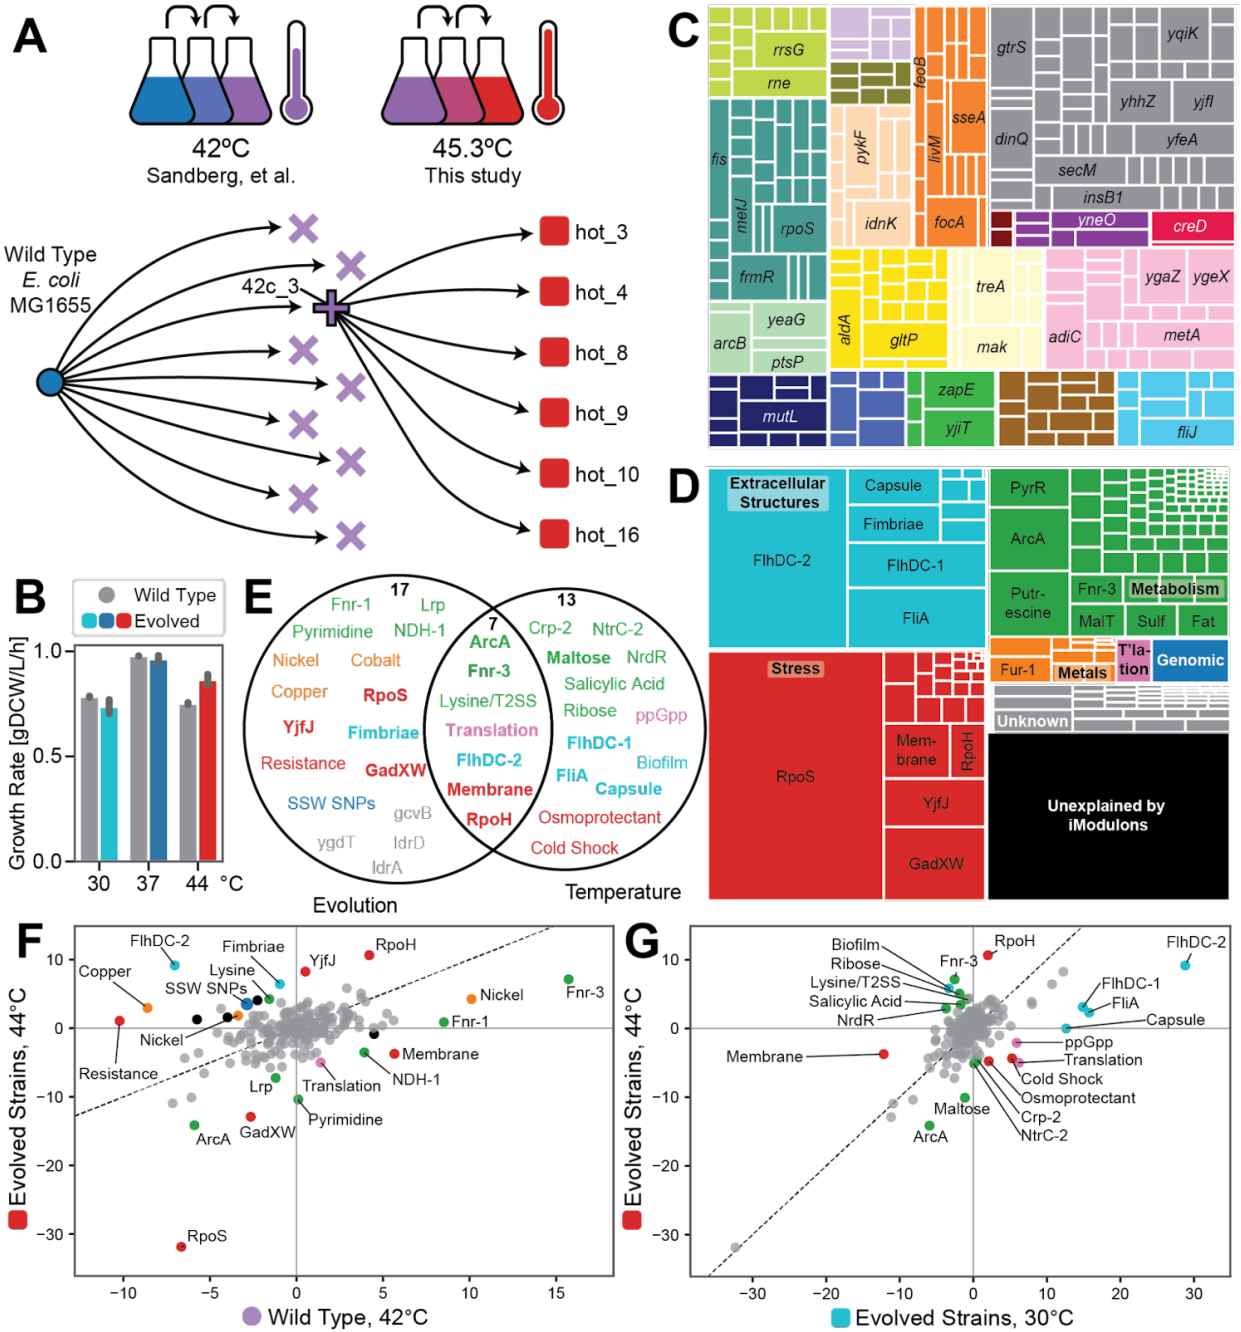 A
42ºC
Sandberg, et al.
45.3ºC
This study
Wild Type
E. coli
MG1655
42c_3
hot_3
hot_4
hot_8
hot_9
hot_10
hot_16
B
Wild Type
Evolved
Growth Rate [gDCW/L/h]
1.0
0.5
0.0
30
37
44
°C
C
rrsG
rne
fis
metJ
rpoS
frmR
arcB
yeaG
ptsP
mutL
pykF
idnK
feoB
livM
sseA
focA
aldA
gltP
treA
mak
zapE
yjiT
gtrS
dinQ
yqiK
yhhZ
yjfI
yfeA
secM
insB1
yneO
creD
adiC
ygaZ
ygeX
metA
fliJ
D
Extracellular
Structures
FlhDC-2
Capsule
Fimbriae
FlhDC-1
FliA
Stress
RpoS
Mem-
brane
RpoH
YjfJ
GadXW
PyrR
ArcA
Putr-
escine
Fnr-3
Metabolism
MalT
Sulf
Fat
Fur-1
Metals
T'la-
tion
Genomic
Unknown
Unexplained by
iModulons
E
17
7
13
Fnr-1
Lrp
Pyrimidine
NDH-1
Nickel
Cobalt
Copper
RpoS
YjfJ
Fimbriae
Resistance
GadXW
SSW SNPs
gcvB
ygdT
IdrD
IdrA
ArcA
Fnr-3
Lysine/T2SS
Translation
FlhDC-2
Membrane
RpoH
Crp-2
NtrC-2
Maltose
NrdR
Salicylic Acid
Ribose
ppGpp
FlhDC-1
Biofilm
FliA
Capsule
Osmoprotectant
Cold Shock
Evolution
Temperature
F
Evolved Strains, 44°C
10
0
−10
−20
−30
−10
−5
0
5
10
15
Wild Type, 42°C
FlhDC-2
Fimbriae
YjfJ
RpoH
Copper
Lysine
SSW SNPs
Nickel
Fnr-3
Fnr-1
Nickel
Resistance
Membrane
NDH-1
Lrp
Translation
Pyrimidine
ArcA
GadXW
RpoS
G
Evolved Strains, 44°C
10
0
−10
−20
−30
−30
−20
−10
0
10
20
30
Evolved Strains, 30°C
Biofilm
Ribose
Lysine/T2SS
Salicylic Acid
NrdR
Fnr-3
RpoH
FlhDC-2
FlhDC-1
FliA
Capsule
ppGpp
Translation
Cold Shock
Osmoprotectant
Crp-2
NtrC-2
Membrane
Maltose
ArcA